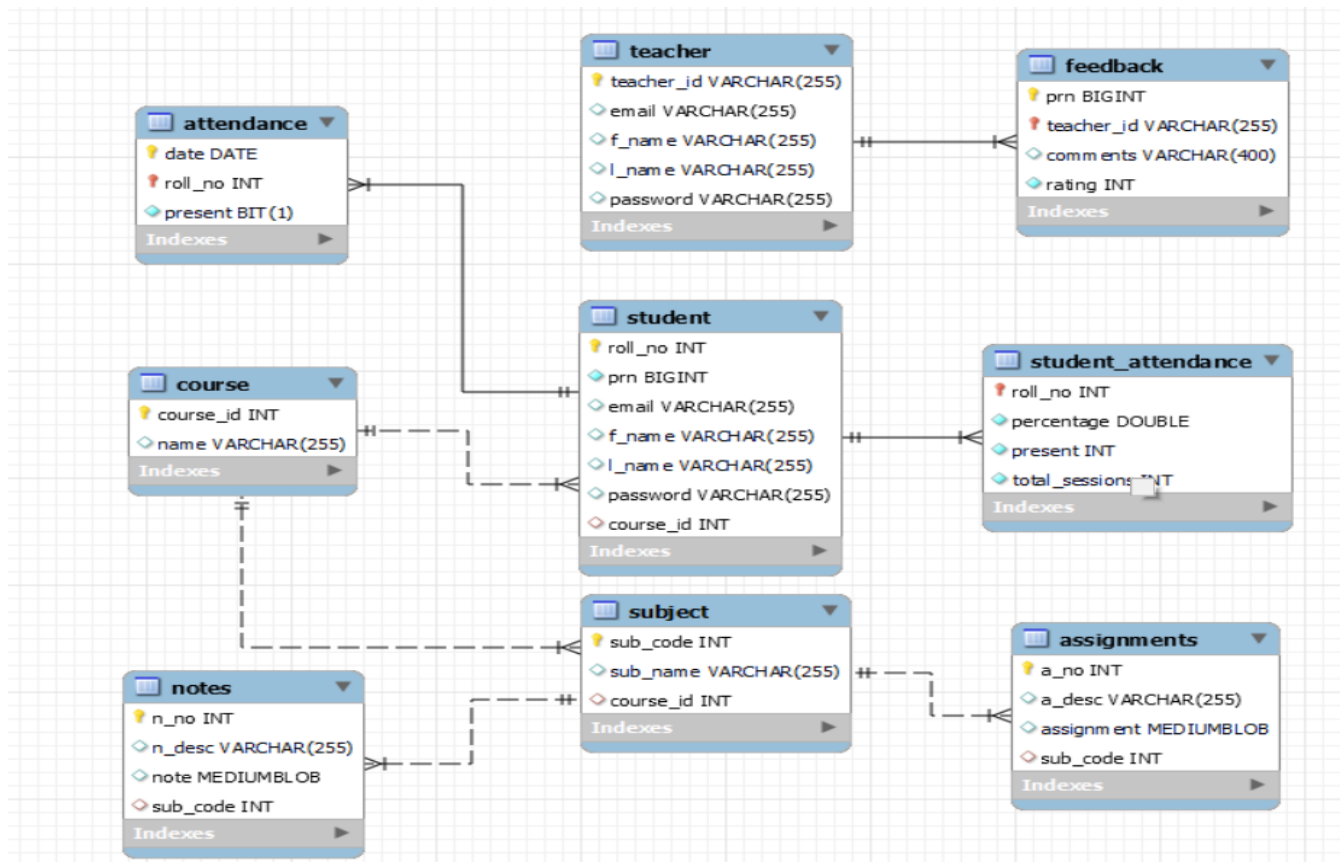 teacher
teacher_id VARCHAR(255)
email VARCHAR(255)
f_name VARCHAR(255)
l_name VARCHAR(255)
password VARCHAR(255)
Indexes
feedback
prn BIGINT
teacher_id VARCHAR(255)
comments VARCHAR(400)
rating INT
Indexes
attendance
date DATE
roll_no INT
present BIT(1)
Indexes
student
roll_no INT
prn BIGINT
email VARCHAR(255)
f_name VARCHAR(255)
l_name VARCHAR(255)
password VARCHAR(255)
course_id INT
Indexes
student_attendance
roll_no INT
percentage DOUBLE
present INT
total_sessions INT
Indexes
course
course_id INT
name VARCHAR(255)
Indexes
subject
sub_code INT
sub_name VARCHAR(255)
course_id INT
Indexes
assignments
a_no INT
a_desc VARCHAR(255)
assignment MEDIUMBLOB
sub_code INT
Indexes
notes
n_no INT
n_desc VARCHAR(255)
note MEDIUMBLOB
sub_code INT
Indexes